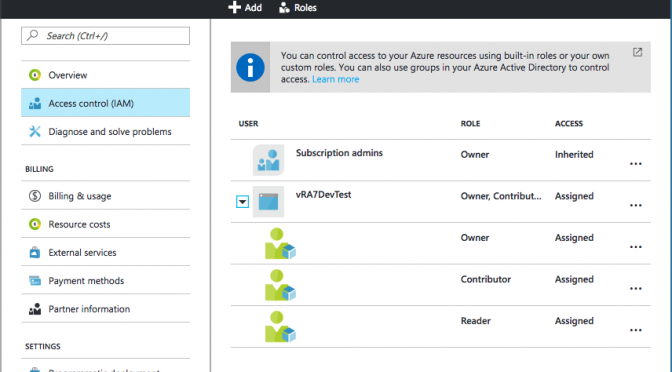 Add Roles
Search (Ctrl+/)
Overview
Access control (IAM)
Diagnose and solve problems
BILLING
Billing & usage
Resource costs
External services
Payment methods
Partner information
SETTINGS
Programmatic deployment
You can control access to your Azure resources using built-in roles or your own
custom roles. You can also use groups in your Azure Active Directory to control
access. Learn more
USER ROLE ACCESS
Subscription admins Owner Inherited ...
vRA7DevTest Owner, Contribut... Assigned ...
Owner Assigned ...
Contributor Assigned ...
Reader Assigned ...